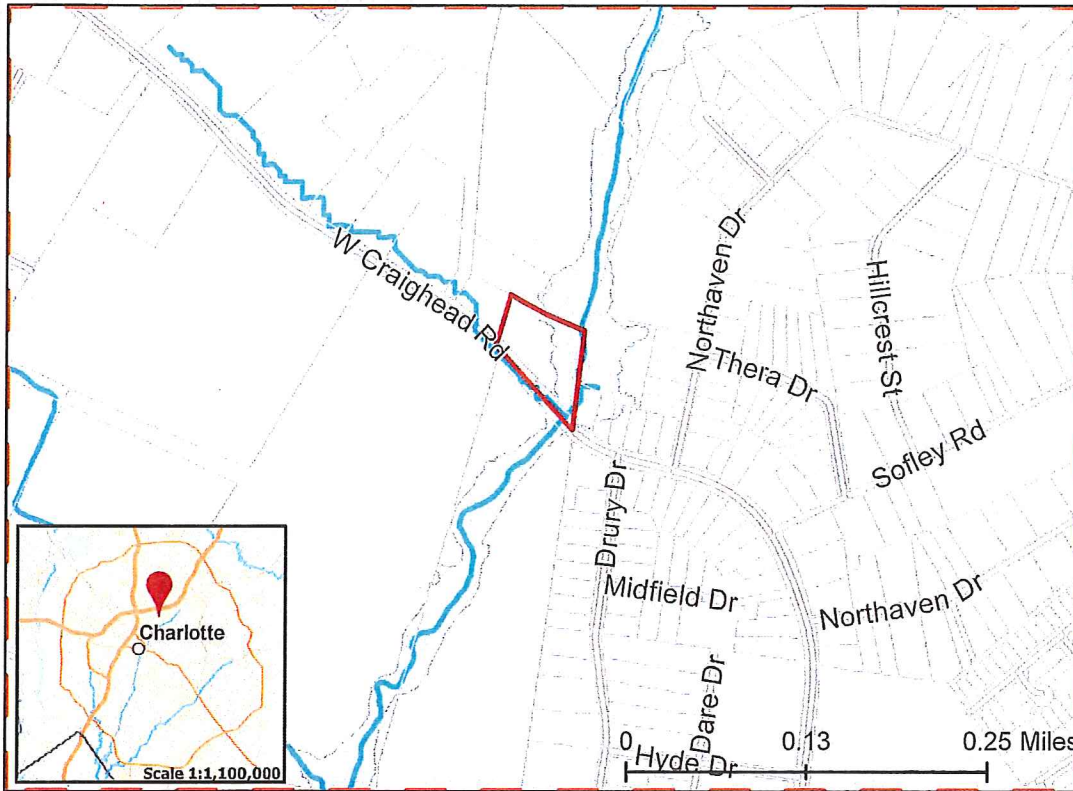 W Craighead Rd
Northaven Dr
Hillcrest St
Thera Dr
Sofley Rd
Drury Dr
Midfield Dr
Northaven Dr
Dare Dr
Hyde Dr
0 0.13 0.25 Miles
Charlotte
Scale 1:1,100,000